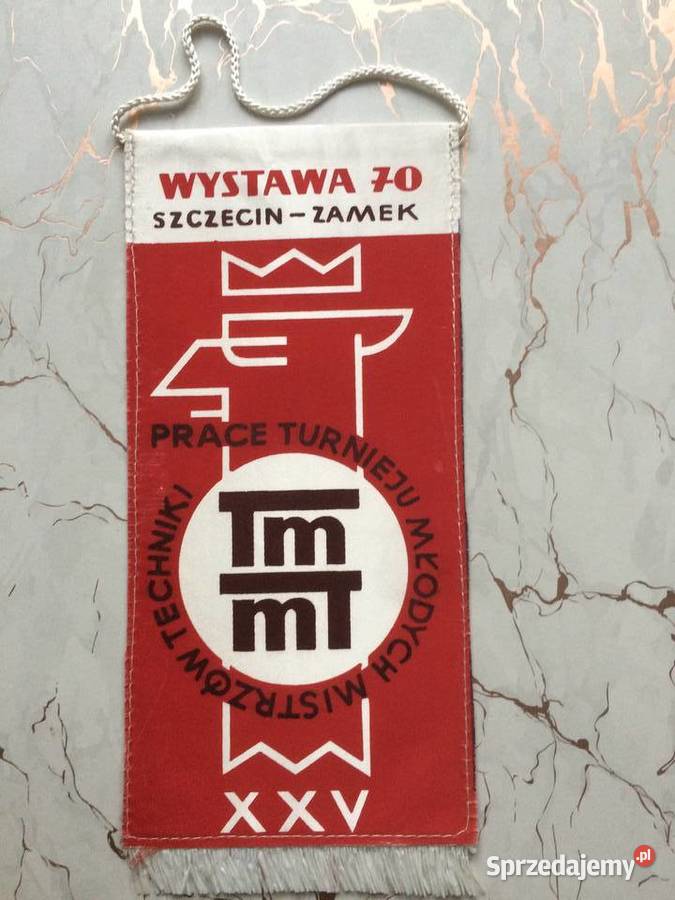 WYSTAWA 70
SZCZECIN – ZAMEK
PRACE TURNIEJU MŁODYCH MISTRZÓW TECHNIKI
Tm
mT
XXV
Sprzedajemy.pl